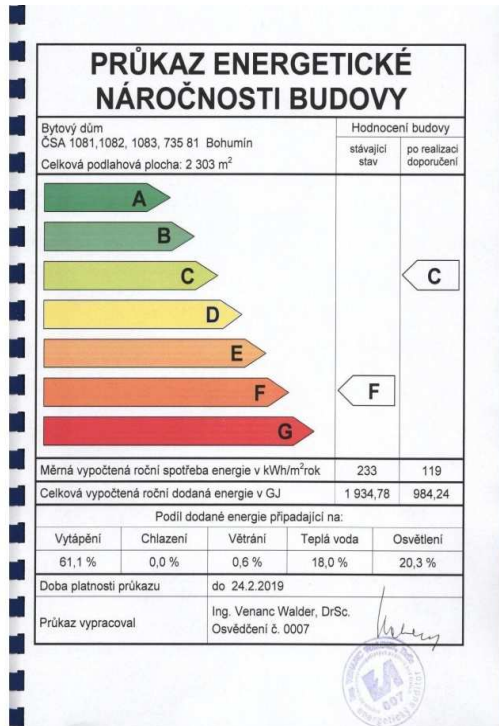 PRŮKAZ ENERGETICKÉ
NÁROČNOSTI BUDOVY
Bytový dům
ČSA 1081,1082, 1083, 735 81 Bohumín
Celková podlahová plocha: 2 303 m²
Hodnocení budovy
stávající stav
po realizaci doporučení
A
B
C
C
D
E
F
F
G
Měrná vypočtená roční spotřeba energie v kWh/m²rok 233 119
Celková vypočtená roční dodaná energie v GJ 1 934,78 984,24
Podíl dodané energie připadající na:
Vytápění Chlazení Větrání Teplá voda Osvětlení
61,1 % 0,0 % 0,6 % 18,0 % 20,3 %
Doba platnosti průkazu do 24.2.2019
Průkaz vypracoval
Ing. Venanc Walder, DrSc.
Osvědčení č. 0007